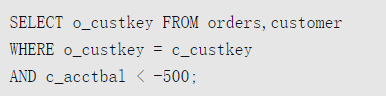 SELECT o_custkey FROM orders,customer
WHERE o_custkey = c_custkey
AND c_acctbal < -500;